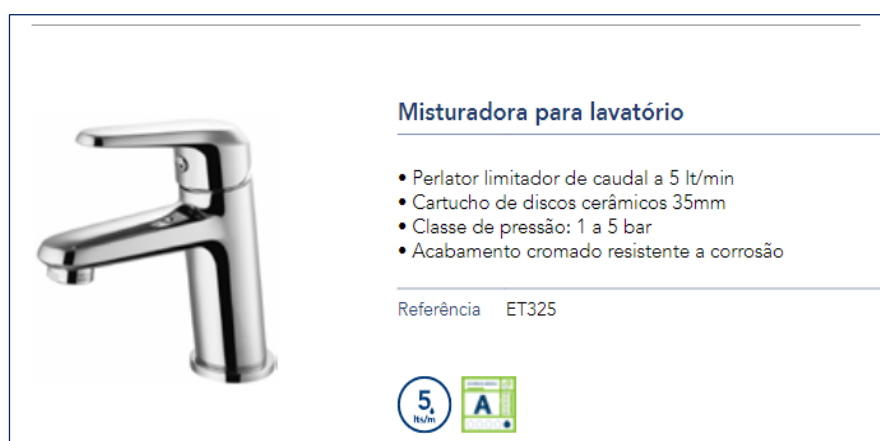 Misturadora para lavatório
• Perlator limitador de caudal a 5 lt/min
• Cartucho de discos cerâmicos 35mm
• Classe de pressão: 1 a 5 bar
• Acabamento cromado resistente a corrosão
Referência ET325
5
lts/m
A